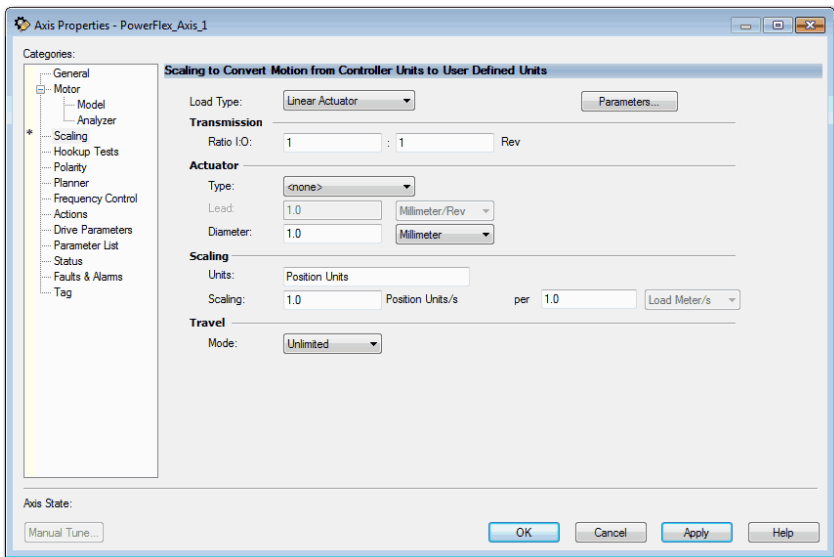 Axis Properties - PowerFlex_Axis_1
Categories:
General
Motor
Model
Analyzer
* Scaling
Hookup Tests
Polarity
Planner
Frequency Control
Actions
Drive Parameters
Parameter List
Status
Faults & Alarms
Tag
Scaling to Convert Motion from Controller Units to User Defined Units
Load Type: Linear Actuator Parameters...
Transmission
Ratio I:O: 1 : 1 Rev
Actuator
Type: <none>
Lead: 1.0 Millimeter/Rev
Diameter: 1.0 Millimeter
Scaling
Units: Position Units
Scaling: 1.0 Position Units/s per 1.0 Load Meter/s
Travel
Mode: Unlimited
Axis State:
Manual Tune... OK Cancel Apply Help